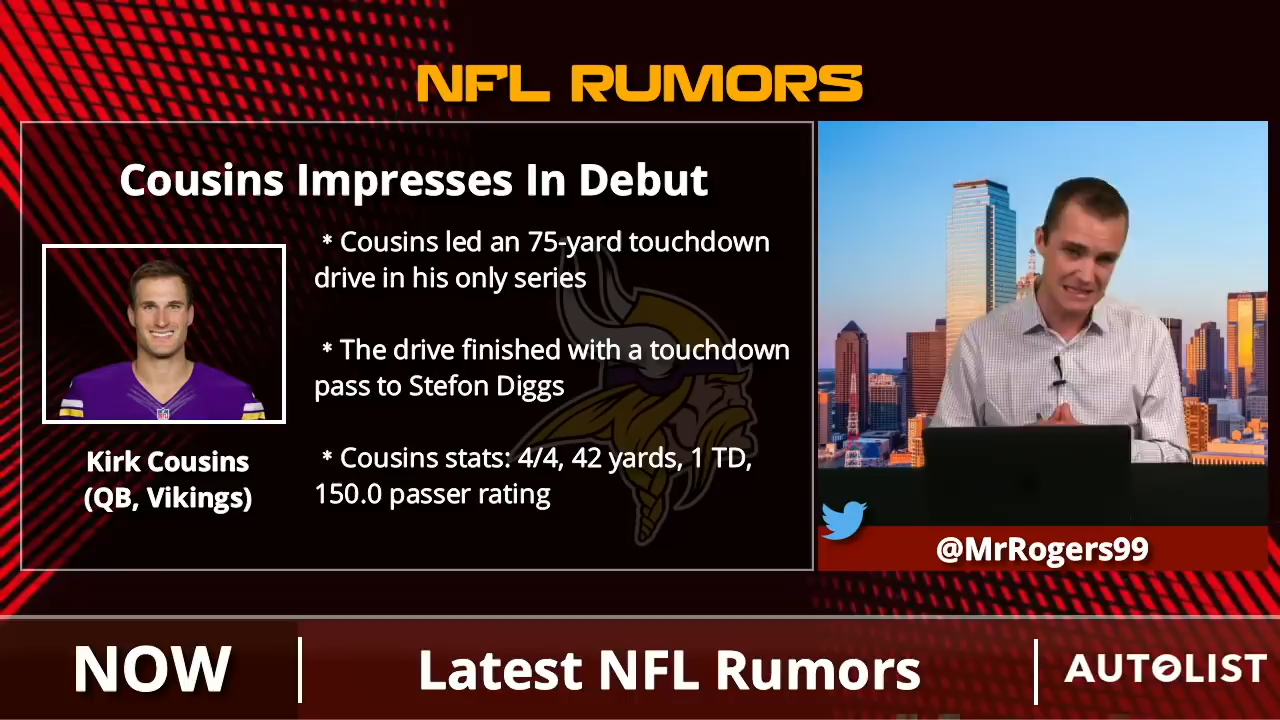 NFL RUMORS
Cousins Impresses In Debut
* Cousins led an 75-yard touchdown
drive in his only series
* The drive finished with a touchdown
pass to Stefon Diggs
* Cousins stats: 4/4, 42 yards, 1 TD,
150.0 passer rating
Kirk Cousins
(QB, Vikings)
@MrRogers99
NOW
Latest NFL Rumors
AUTOLIST